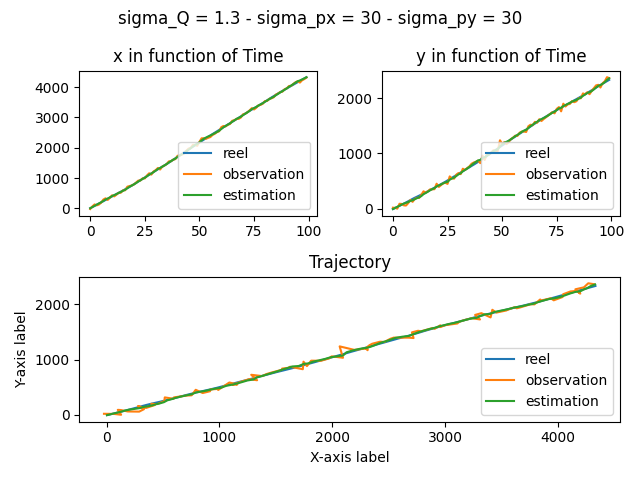 sigma_Q = 1.3 - sigma_px = 30 - sigma_py = 30
x in function of Time
4000
3000
2000
1000
0
0 25 50 75 100
reel
observation
estimation
y in function of Time
2000
1000
0
0 25 50 75 100
reel
observation
estimation
Trajectory
Y-axis label
2000
1000
0
0 1000 2000 3000 4000
X-axis label
reel
observation
estimation